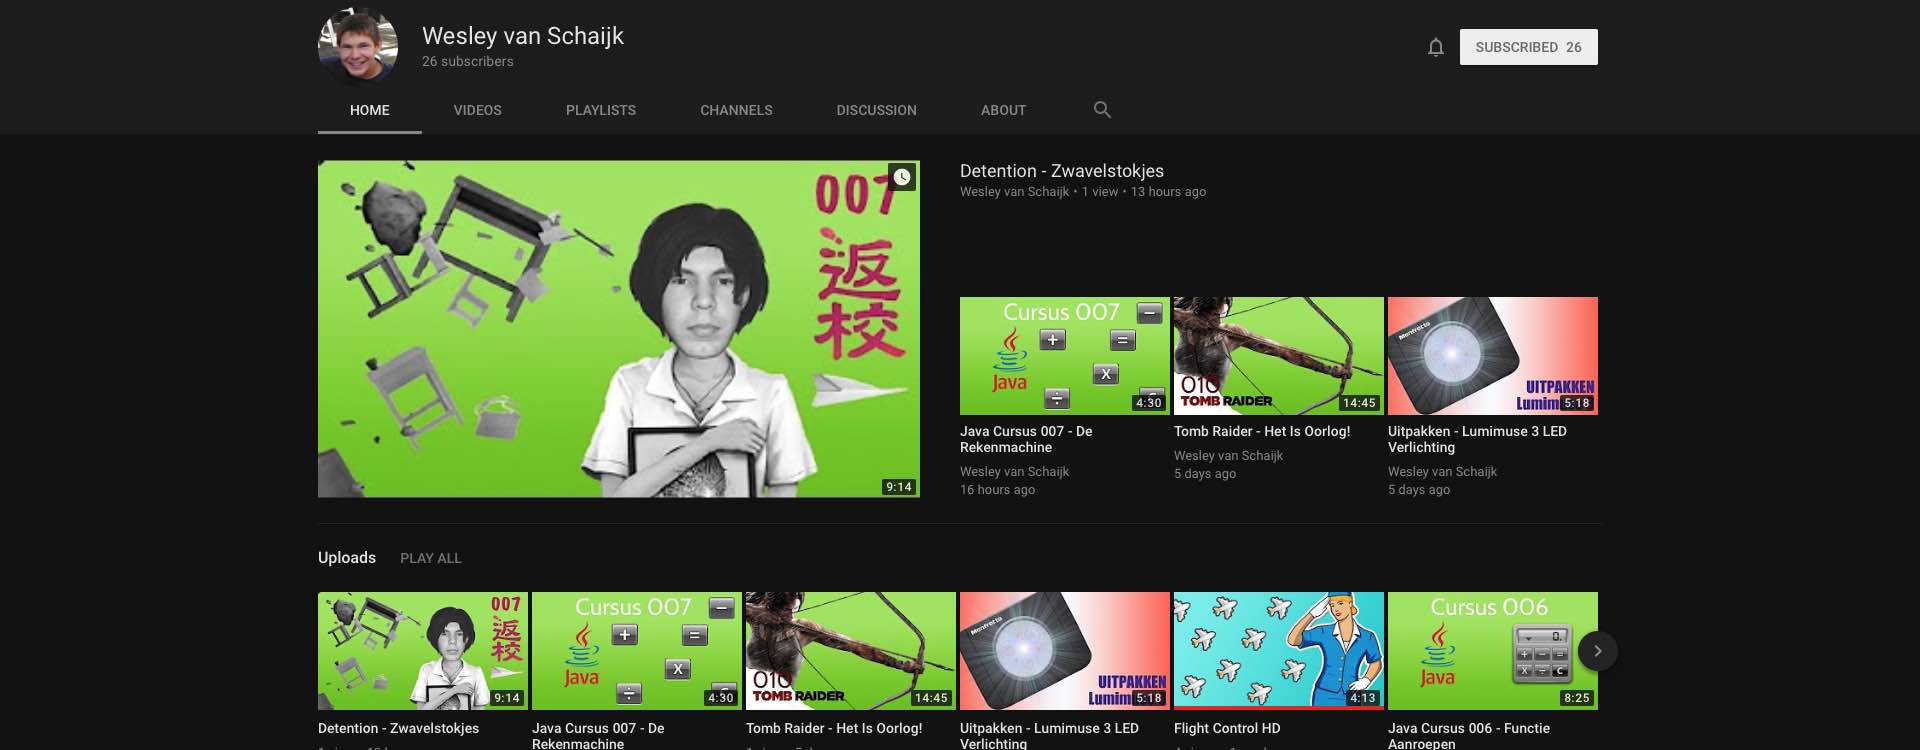 Wesley van Schaijk
26 subscribers
SUBSCRIBED 26
HOME
VIDEOS
PLAYLISTS
CHANNELS
DISCUSSION
ABOUT
007
返校
9:14
Detention - Zwavelstokjes
Wesley van Schaijk • 1 view • 13 hours ago
Cursus 007
Java
4:30
Java Cursus 007 - De
Rekenmachine
Wesley van Schaijk
16 hours ago
010
TOMB RAIDER
14:45
Tomb Raider - Het Is Oorlog!
Wesley van Schaijk
5 days ago
Manfrotto
UITPAKKEN
5:18
Uitpakken - Lumimuse 3 LED
Verlichting
Wesley van Schaijk
5 days ago
Uploads
PLAY ALL
007
返校
9:14
Detention - Zwavelstokjes
Cursus 007
Java
4:30
Java Cursus 007 - De
Rekenmachine
010
TOMB RAIDER
14:45
Tomb Raider - Het Is Oorlog!
Manfrotto
UITPAKKEN
5:18
Uitpakken - Lumimuse 3 LED
Verlichting
4:13
Flight Control HD
Cursus 006
Java
0.
8:25
Java Cursus 006 - Functie
Aanroepen